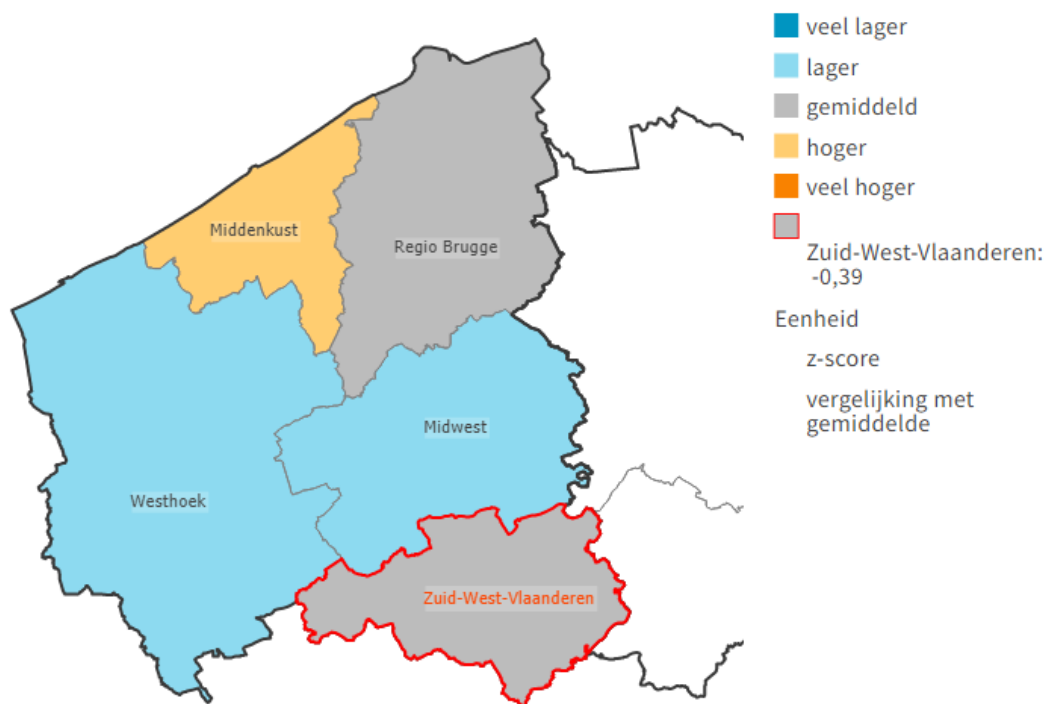 veel lager
lager
gemiddeld
hoger
veel hoger
Zuid-West-Vlaanderen:
-0,39
Eenheid
z-score
vergelijking met
gemiddelde
Middenkust
Regio Brugge
Midwest
Westhoek
Zuid-West-Vlaanderen